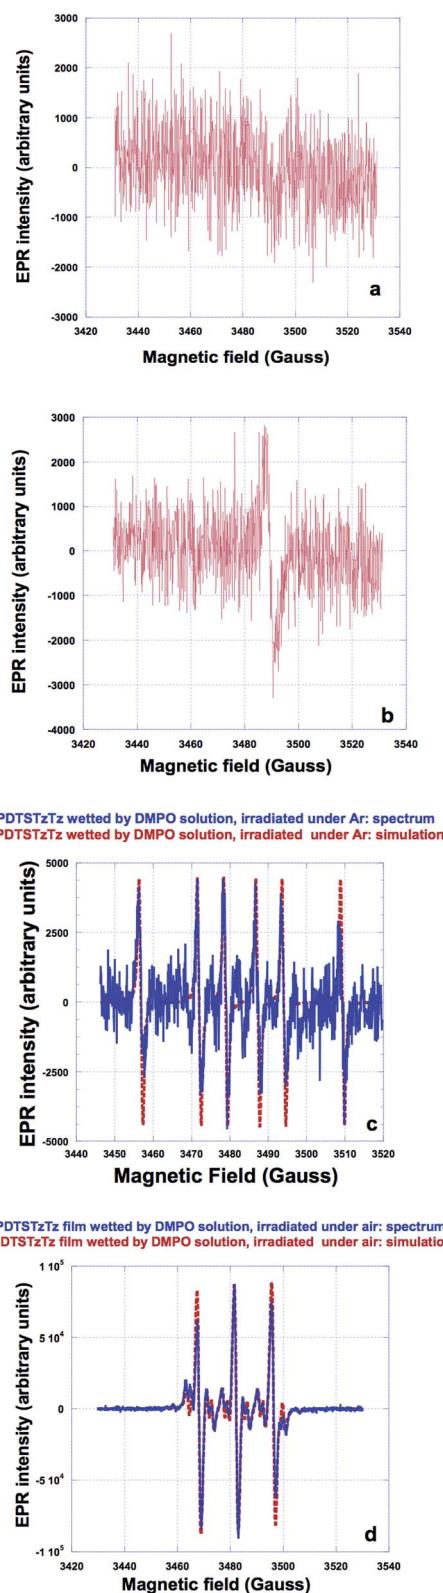 3000
2000
1000
0
-1000
-2000
-3000
EPR intensity (arbitrary units)
a
3420 3440 3460 3480 3500 3520 3540
Magnetic field (Gauss)
3000
2000
1000
0
-1000
-2000
-3000
-4000
EPR intensity (arbitrary units)
b
3420 3440 3460 3480 3500 3520 3540
Magnetic field (Gauss)
PDTSTzTz wetted by DMPO solution, irradiated under Ar: spectrum
PDTSTzTz wetted by DMPO solution, irradiated under Ar: simulation
5000
2500
0
-2500
-5000
EPR intensity (arbitrary units)
c
3440 3450 3460 3470 3480 3490 3500 3510 3520
Magnetic Field (Gauss)
PDTSTzTz film wetted by DMPO solution, irradiated under air: spectrum
DTSTzTz film wetted by DMPO solution, irradiated under air: simulatio
1 10⁵
5 10⁴
0
-5 10⁴
-1 10⁵
EPR intensity (arbitrary units)
d
3420 3440 3460 3480 3500 3520 3540
Magnetic field (Gauss)